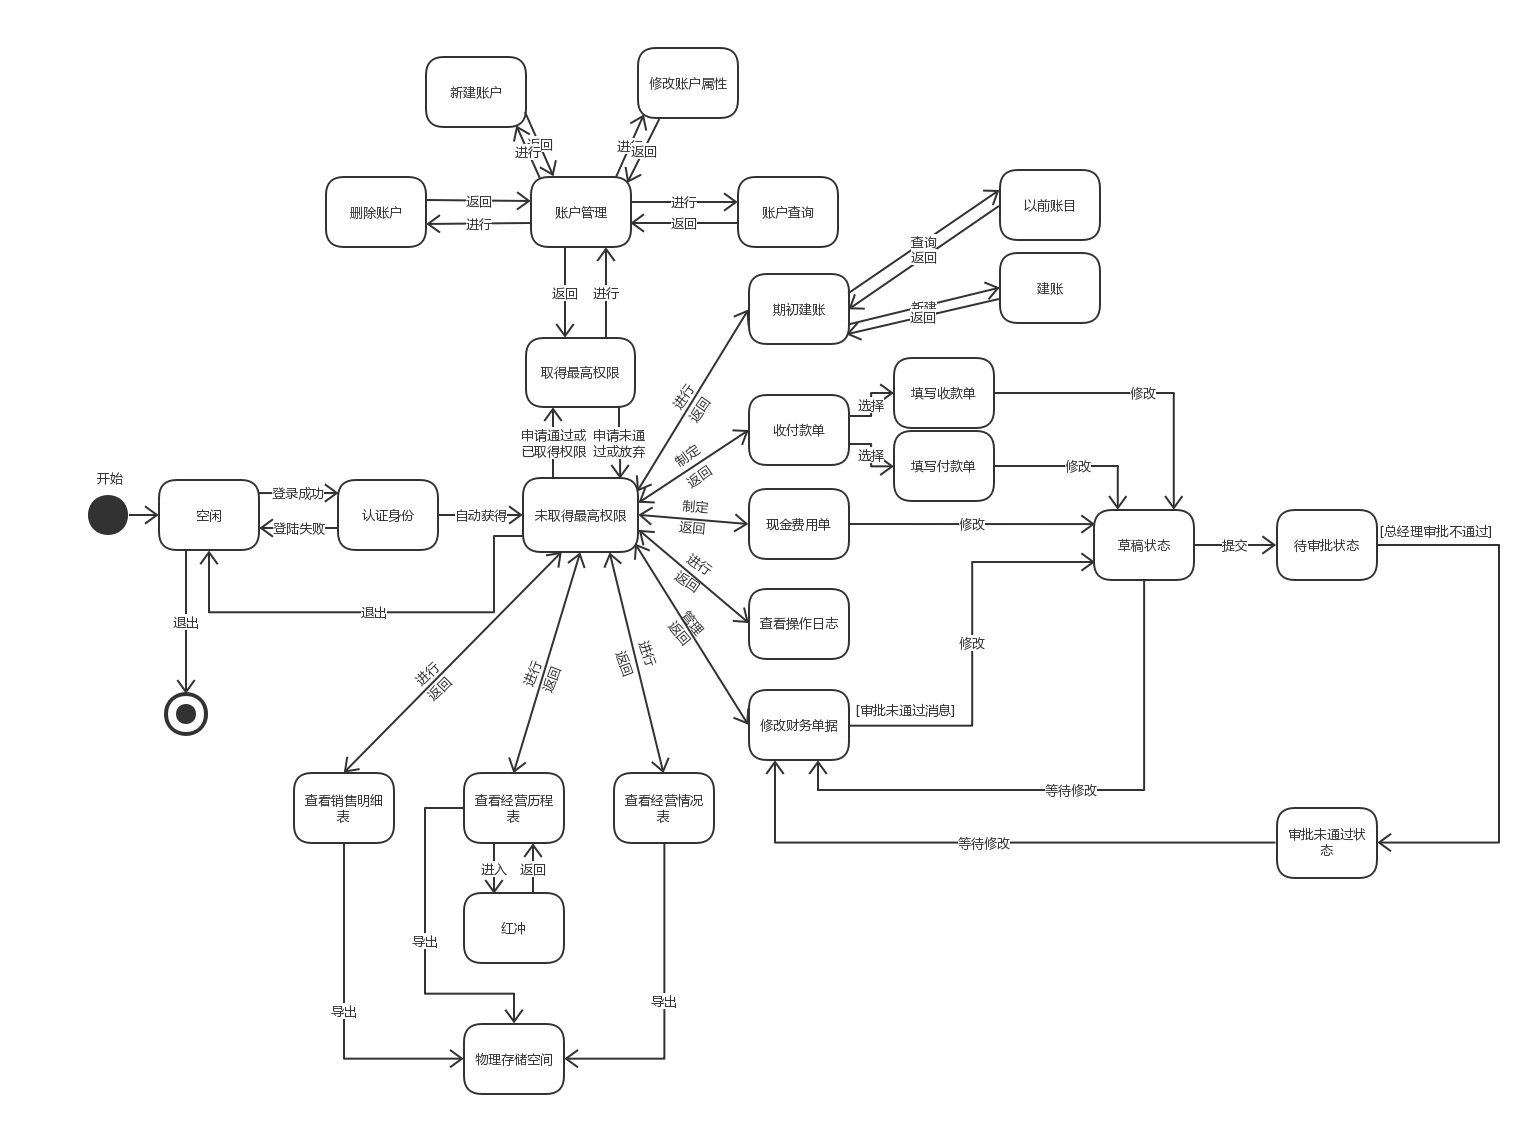 新建账户
修改账户属性
返回
进行
进行
返回
删除账户
返回
进行
账户管理
进行
返回
账户查询
以前账目
查询
返回
建账
新建
返回
返回
进行
期初建账
取得最高权限
进行
返回
填写收款单
修改
选择
收付款单
选择
填写付款单
修改
申请通过或
已取得权限
申请未通
过或放弃
制定
返回
开始
空闲
登录成功
登陆失败
认证身份
自动获得
未取得最高权限
制定
返回
现金费用单
修改
草稿状态
提交
待审批状态
[总经理审批不通过]
进行
返回
查看操作日志
退出
退出
管理
返回
修改
进行
返回
进行
返回
进行
返回
修改财务单据
[审批未通过消息]
等待修改
查看销售明细
表
查看经营历程
表
查看经营情况
表
等待修改
审批未通过状
态
进入
返回
红冲
导出
导出
导出
物理存储空间